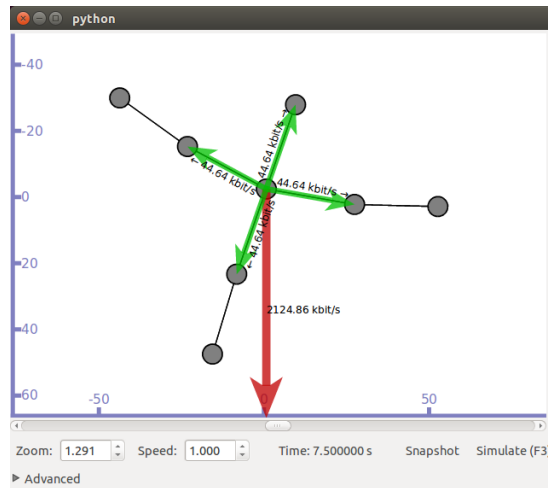 python
-40
-20
0
20
40
60
-50
0
50
44.64 kbit/s →
44.64 kbit/s →
← 44.64 kbit/s
← 44.64 kbit/s
2124.86 kbit/s
Zoom: 1.291 Speed: 1.000 Time: 7.500000 s Snapshot Simulate (F3)
Advanced